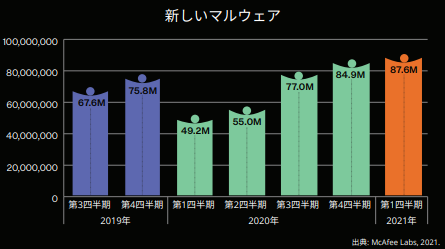 新しいマルウェア
100,000,000
80,000,000
60,000,000
40,000,000
20,000,000
0
67.6M
75.8M
49.2M
55.0M
77.0M
84.9M
87.6M
第3四半期 第4四半期 第1四半期 第2四半期 第3四半期 第4四半期 第1四半期
2019年 2020年 2021年
出典: McAfee Labs, 2021.